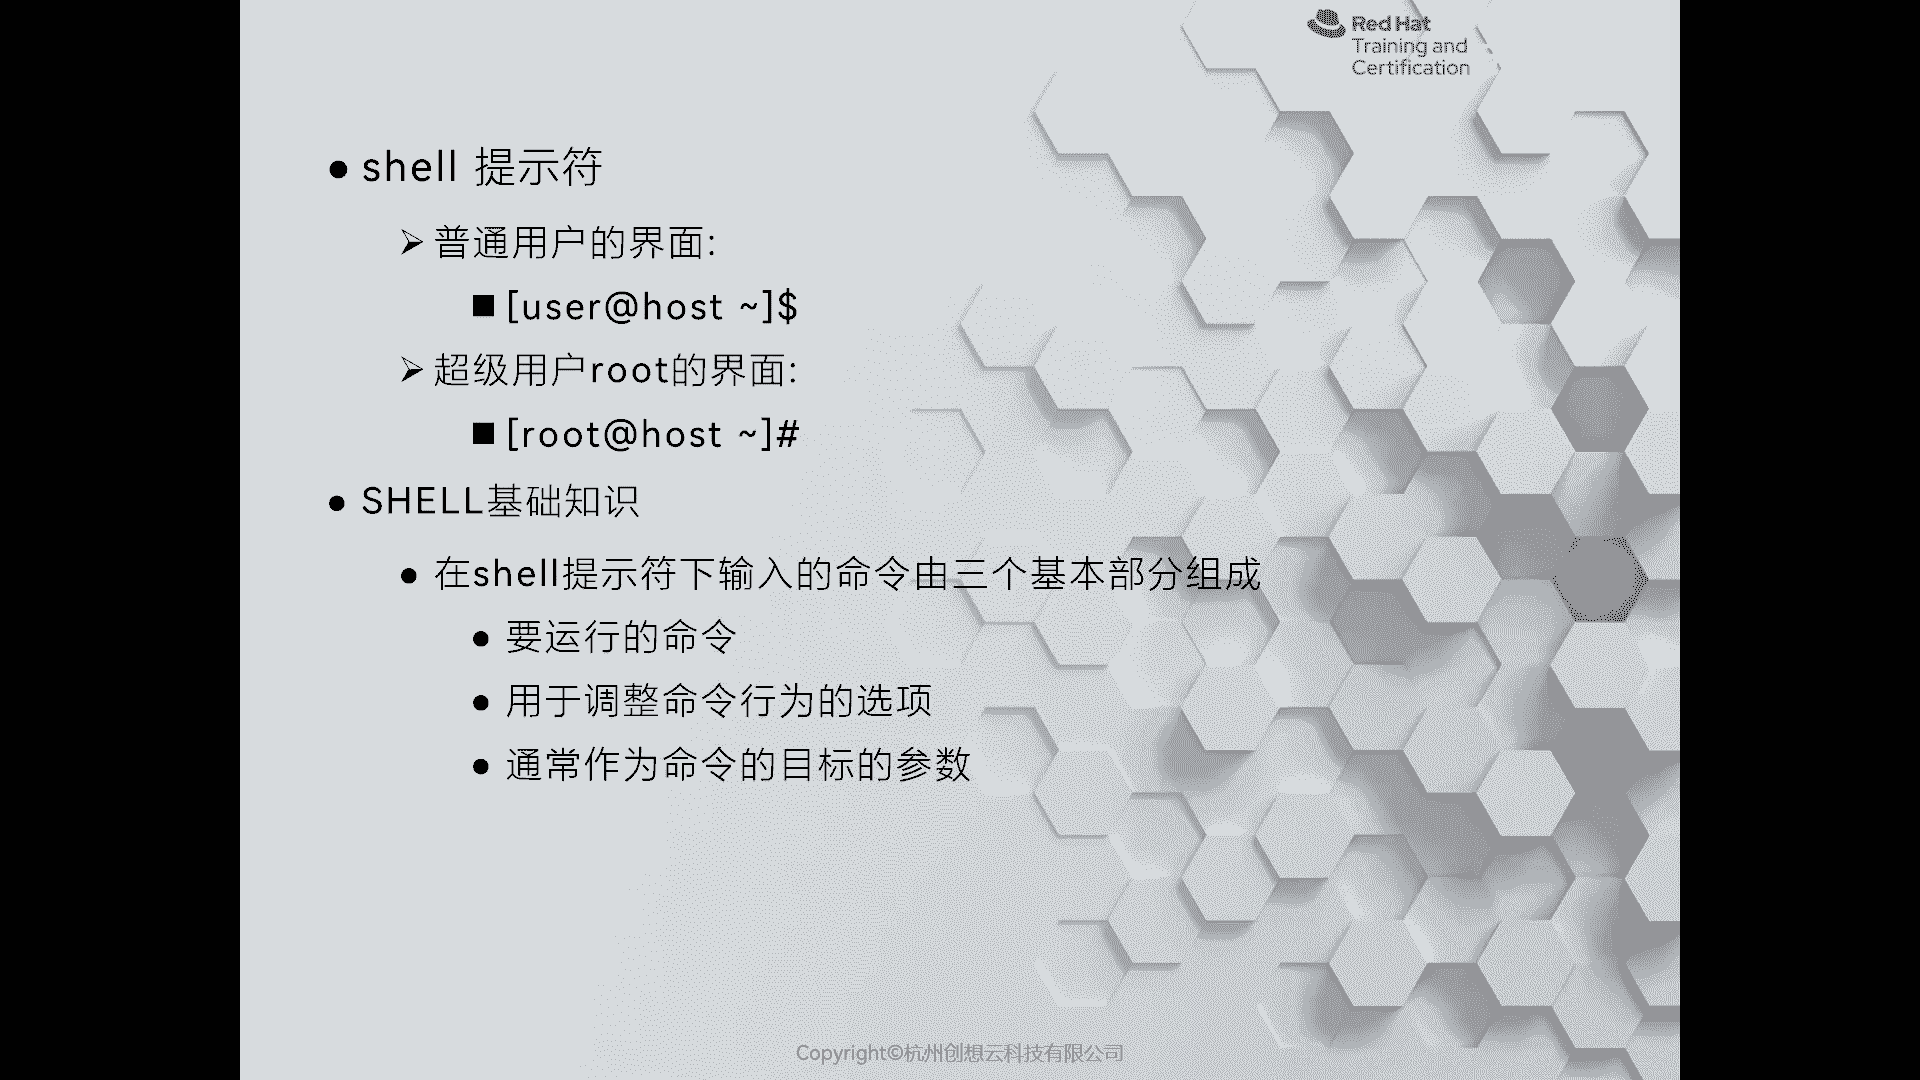 Red Hat
Training and
Certification
● shell 提示符
➢ 普通用户的界面:
■ [user@host ~]$
➢ 超级用户root的界面:
■ [root@host ~]#
● SHELL基础知识
● 在shell提示符下输入的命令由三个基本部分组成
● 要运行的命令
● 用于调整命令行为的选项
● 通常作为命令的目标的参数
Copyright©杭州创想云科技有限公司